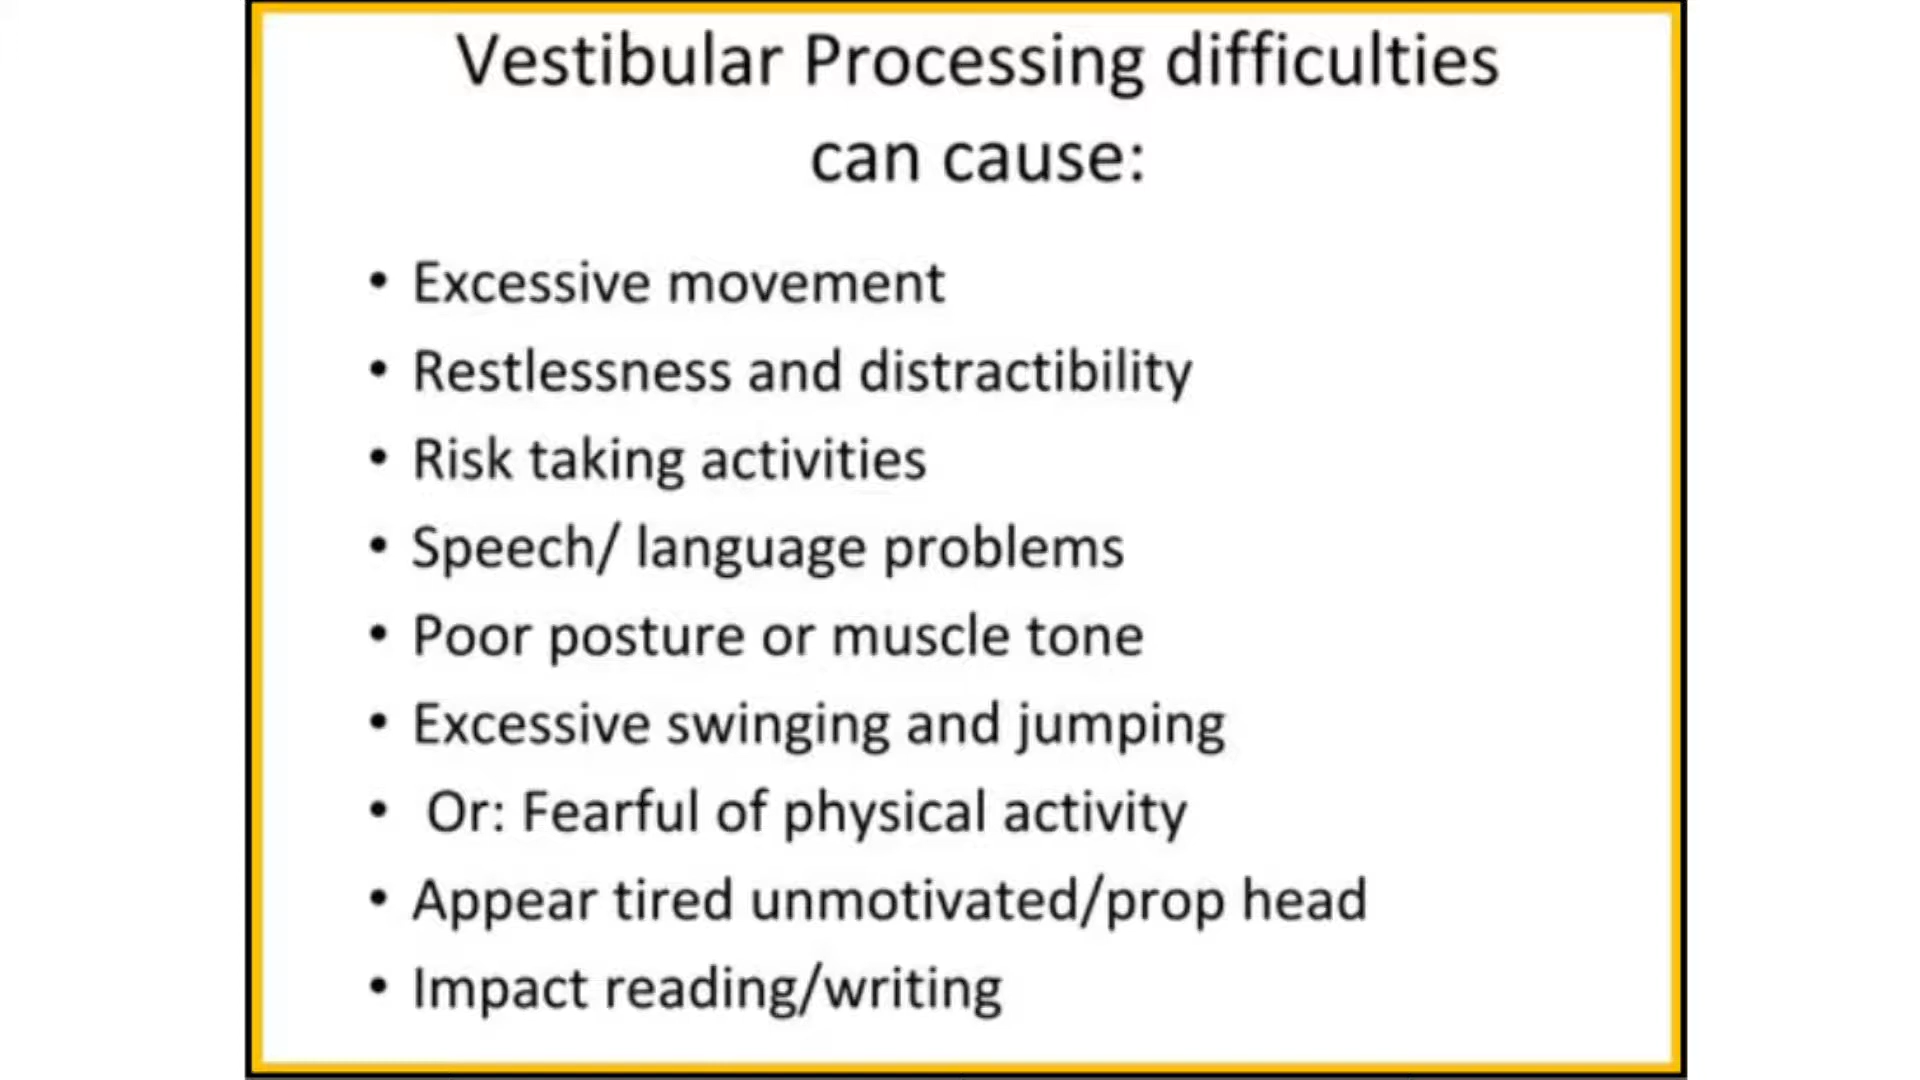 Vestibular Processing difficulties
can cause:
• Excessive movement
• Restlessness and distractibility
• Risk taking activities
• Speech/ language problems
• Poor posture or muscle tone
• Excessive swinging and jumping
• Or: Fearful of physical activity
• Appear tired unmotivated/prop head
• Impact reading/writing